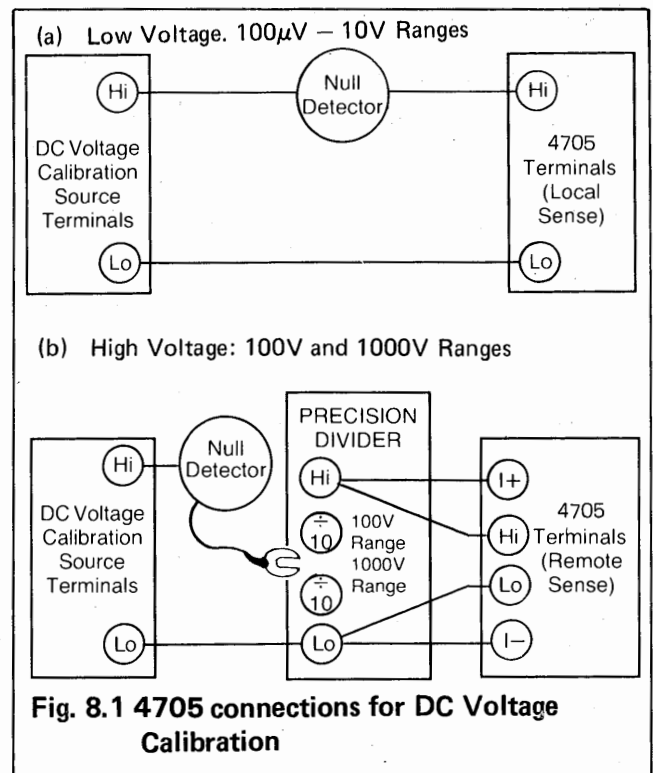 (a) Low Voltage. 100µV – 10V Ranges
Hi
Null
Detector
Hi
DC Voltage
Calibration
Source
Terminals
4705
Terminals
(Local
Sense)
Lo
Lo
(b) High Voltage: 100V and 1000V Ranges
PRECISION
DIVIDER
Hi
Null
Detector
Hi
I+
DC Voltage
Calibration
Source
Terminals
÷
10
100V
Range
1000V
Range
÷
10
Hi
4705
Terminals
(Remote
Sense)
Lo
Lo
Lo
I–
Fig. 8.1 4705 connections for DC Voltage
Calibration